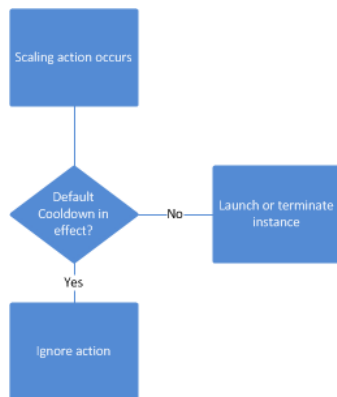 Scaling action occurs
Default
Cooldown in
effect?
No
Launch or terminate
instance
Yes
Ignore action